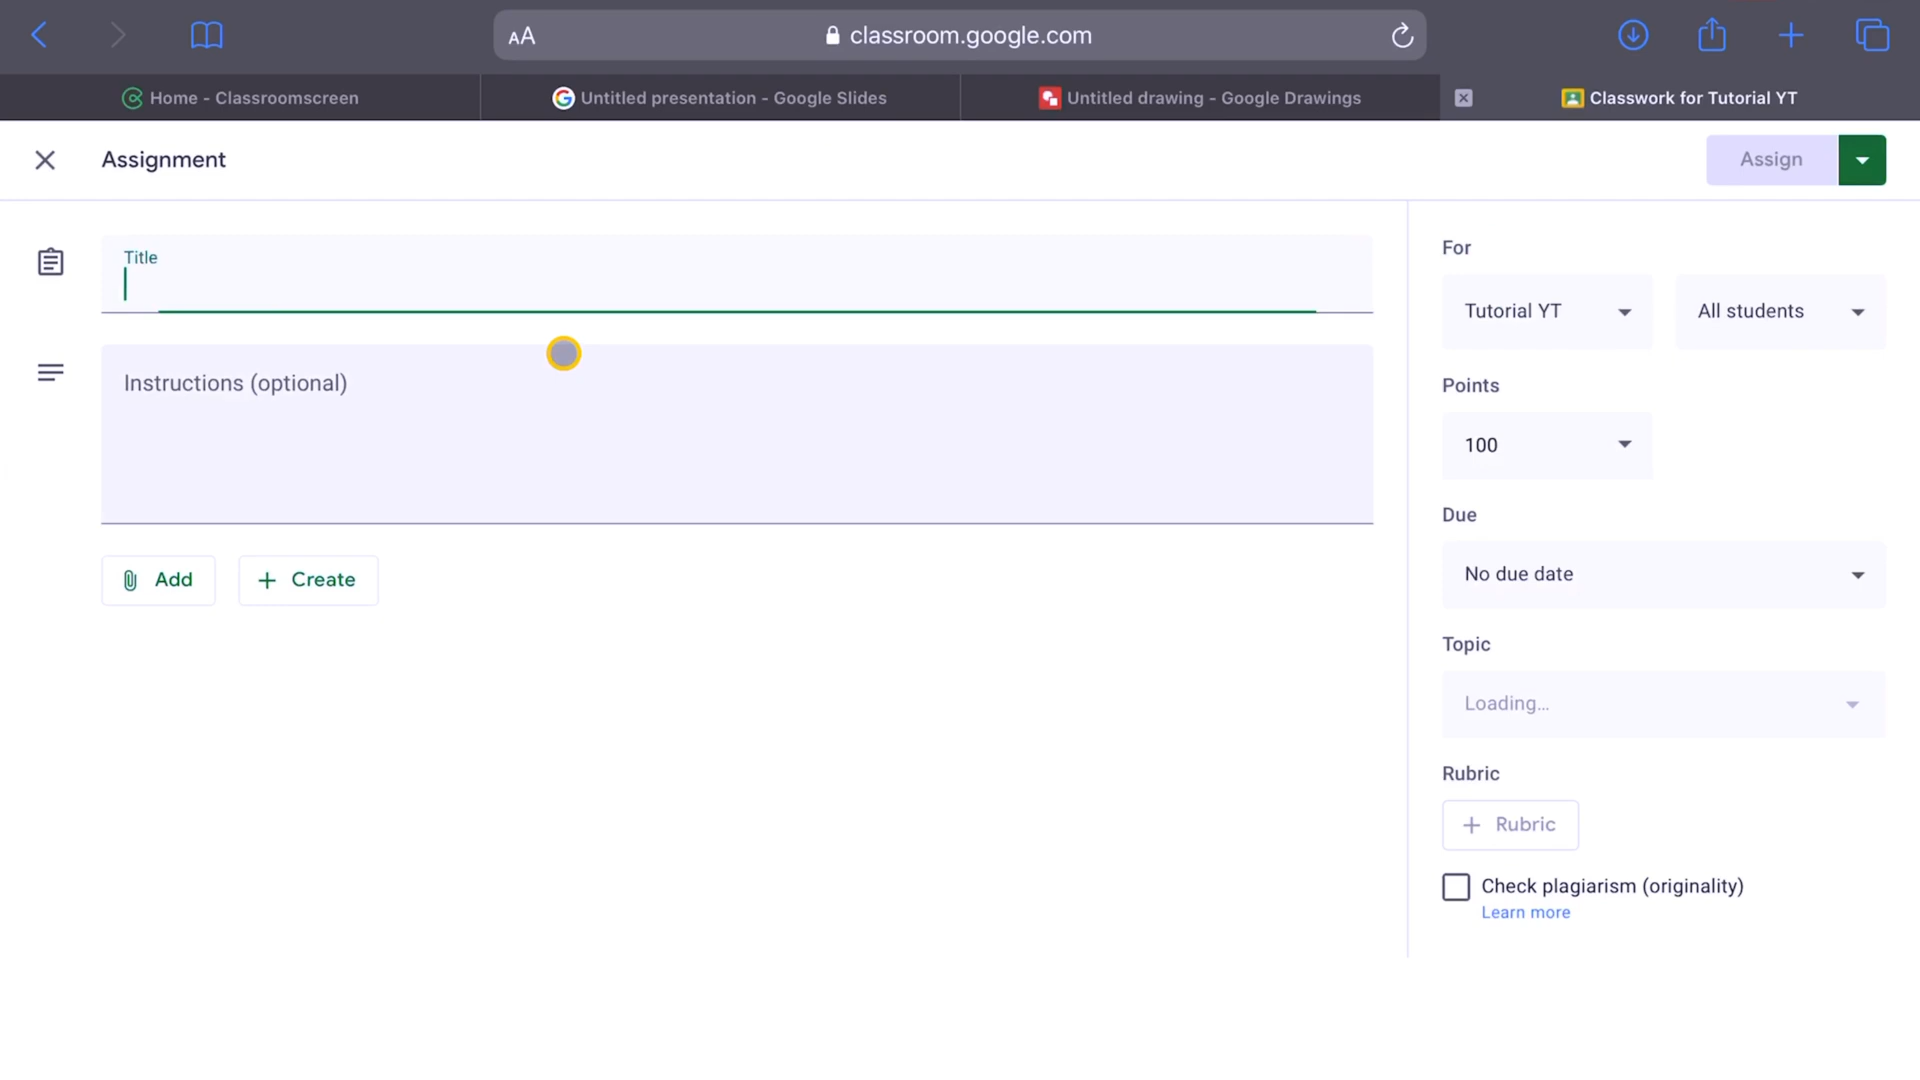 AA
classroom.google.com
Home - Classroomscreen
Untitled presentation - Google Slides
Untitled drawing - Google Drawings
Classwork for Tutorial YT
Assignment
Assign
Title
Instructions (optional)
Add
Create
For
Tutorial YT
All students
Points
100
Due
No due date
Topic
Loading...
Rubric
Rubric
Check plagiarism (originality)
Learn more